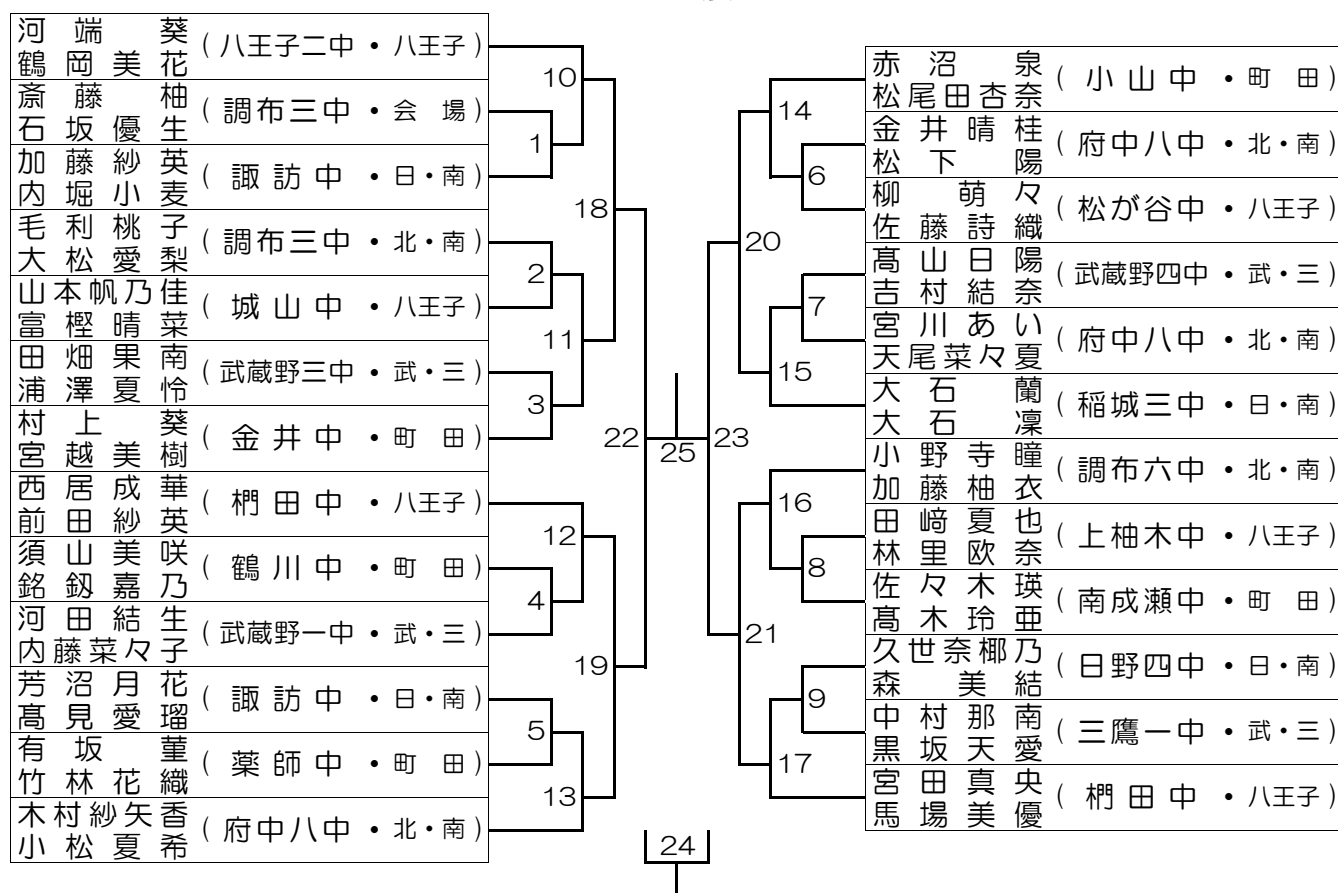 河端葵
鶴岡美花
(八王子二中・八王子)
斎藤柚
石坂優生
(調布三中・会場)
加藤紗英
内堀小麦
(諏訪中・日・南)
毛利桃子
大松愛梨
(調布三中・北・南)
山本帆乃佳
富樫晴菜
(城山中・八王子)
田畑果南
浦澤夏怜
(武蔵野三中・武・三)
村上葵
宮越美樹
(金井中・町田)
西居成華
前田紗英
(椚田中・八王子)
須山美咲
銘釼嘉乃
(鶴川中・町田)
河田結生
内藤菜々子
(武蔵野一中・武・三)
芳沼月花
髙見愛瑠
(諏訪中・日・南)
有坂菫
竹林花織
(薬師中・町田)
木村紗矢香
小松夏希
(府中八中・北・南)
10
1
18
2
11
3
22
12
4
19
5
13
25
24
23
14
6
20
7
15
16
8
21
9
17
赤沼泉
松尾田杏奈
(小山中・町田)
金井晴桂
松下陽
(府中八中・北・南)
柳萌々
佐藤詩織
(松が谷中・八王子)
髙山日陽
吉村結奈
(武蔵野四中・武・三)
宮川あい
天尾菜々夏
(府中八中・北・南)
大石蘭
大石凜
(稲城三中・日・南)
小野寺瞳
加藤柚衣
(調布六中・北・南)
田﨑夏也
林里欧奈
(上柚木中・八王子)
佐々木瑛
髙木玲亜
(南成瀬中・町田)
久世奈椰乃
森美結
(日野四中・日・南)
中村那南
黒坂天愛
(三鷹一中・武・三)
宮田真央
馬場美優
(椚田中・八王子)